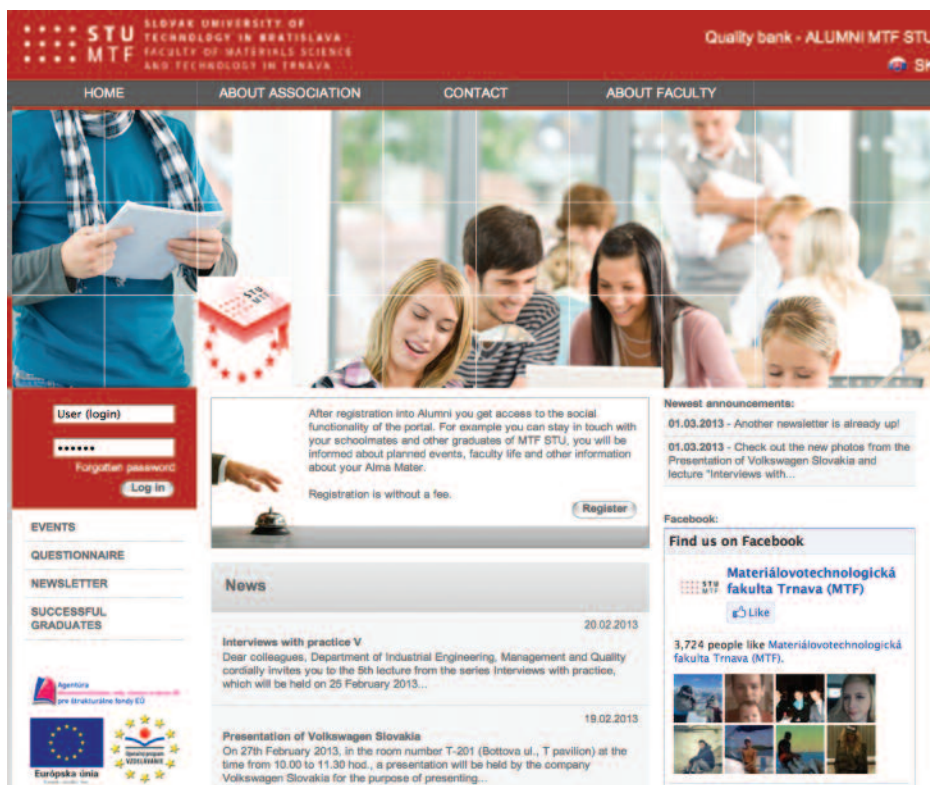 STU
MTF
SLOVAK UNIVERSITY OF
TECHNOLOGY IN BRATISLAVA
FACULTY OF MATERIALS SCIENCE
AND TECHNOLOGY IN TRNAVA
Quality bank - ALUMNI MTF STU
SK
HOME
ABOUT ASSOCIATION
CONTACT
ABOUT FACULTY
STU
MTF
User (login)
Forgotten password
Log in
EVENTS
QUESTIONNAIRE
NEWSLETTER
SUCCESSFUL
GRADUATES
Agentúra
pre štrukturálne fondy EÚ
Európska únia
Operačný program
VZDELÁVANIE
After registration into Alumni you get access to the social
functionality of the portal. For example you can stay in touch with
your schoolmates and other graduates of MTF STU, you will be
informed about planned events, faculty life and other information
about your Alma Mater.
Registration is without a fee.
Register
News
20.02.2013
Interviews with practice V
Dear colleagues, Department of Industrial Engineering, Management and Quality
cordially invites you to the 5th lecture from the series Interviews with practice,
which will be held on 25 February 2013...
19.02.2013
Presentation of Volkswagen Slovakia
On 27th February 2013, in the room number T-201 (Bottova ul., T pavilion) at the
time from 10.00 to 11.30 hod., a presentation will be held by the company
Volkswagen Slovakia for the purpose of presenting...
Newest announcements:
01.03.2013 - Another newsletter is already up!
01.03.2013 - Check out the new photos from the
Presentation of Volkswagen Slovakia and
lecture "Interviews with...
Facebook:
Find us on Facebook
STU
MTF
Materiálovotechnologická
fakulta Trnava (MTF)
Like
3,724 people like Materiálovotechnologická
fakulta Trnava (MTF).